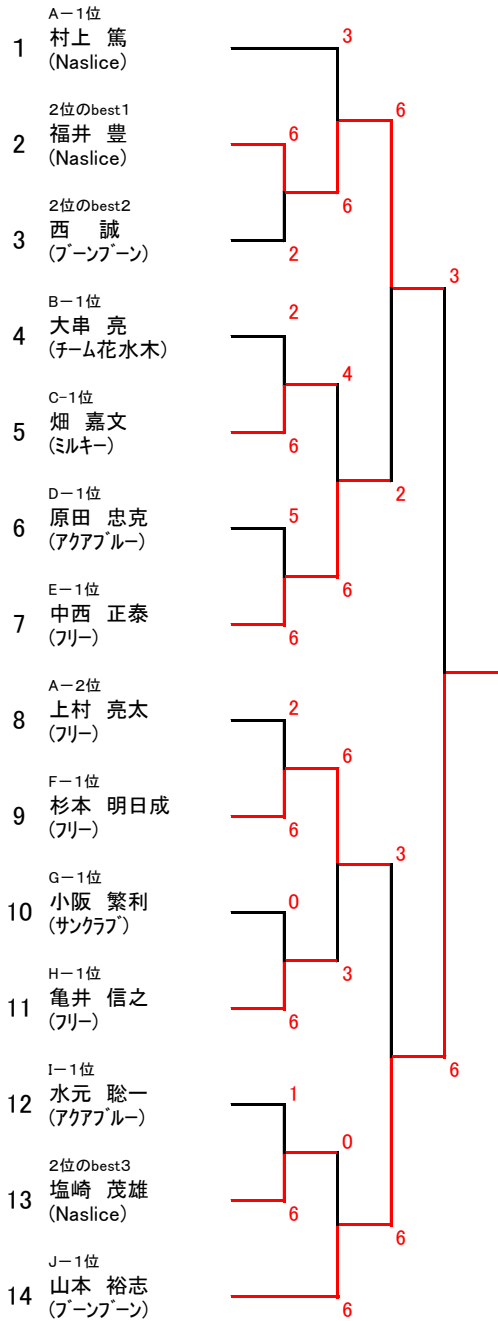 A－1位
1 村上 篤
(Naslice)
3
6
2位のbest1
2 福井 豊
(Naslice)
6
6
2位のbest2
3 西 誠
(ブーンブーン)
2
3
B－1位
4 大串 亮
(チーム花水木)
2
4
C-1位
5 畑 嘉文
(ミルキー)
6
2
D－1位
6 原田 忠克
(アクアブルー)
5
6
E－1位
7 中西 正泰
(フリー)
6
A－2位
8 上村 亮太
(フリー)
2
6
F－1位
9 杉本 明日成
(フリー)
6
3
G－1位
10 小阪 繁利
(サンクラブ)
0
3
H－1位
11 亀井 信之
(フリー)
6
6
I－1位
12 水元 聡一
(アクアブルー)
1
0
2位のbest3
13 塩崎 茂雄
(Naslice)
6
6
J－1位
14 山本 裕志
(ブーンブーン)
6